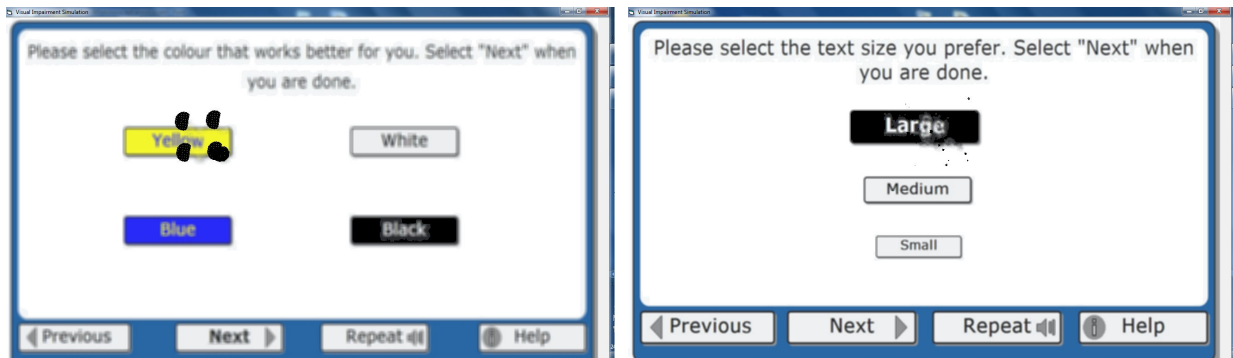 Visual Impairment Simulation
Please select the colour that works better for you. Select "Next" when
you are done.
Yellow
White
Blue
Black
Previous
Next
Repeat
Help
Visual Impairment Simulation
Please select the text size you prefer. Select "Next" when
you are done.
Large
Medium
Small
Previous
Next
Repeat
Help